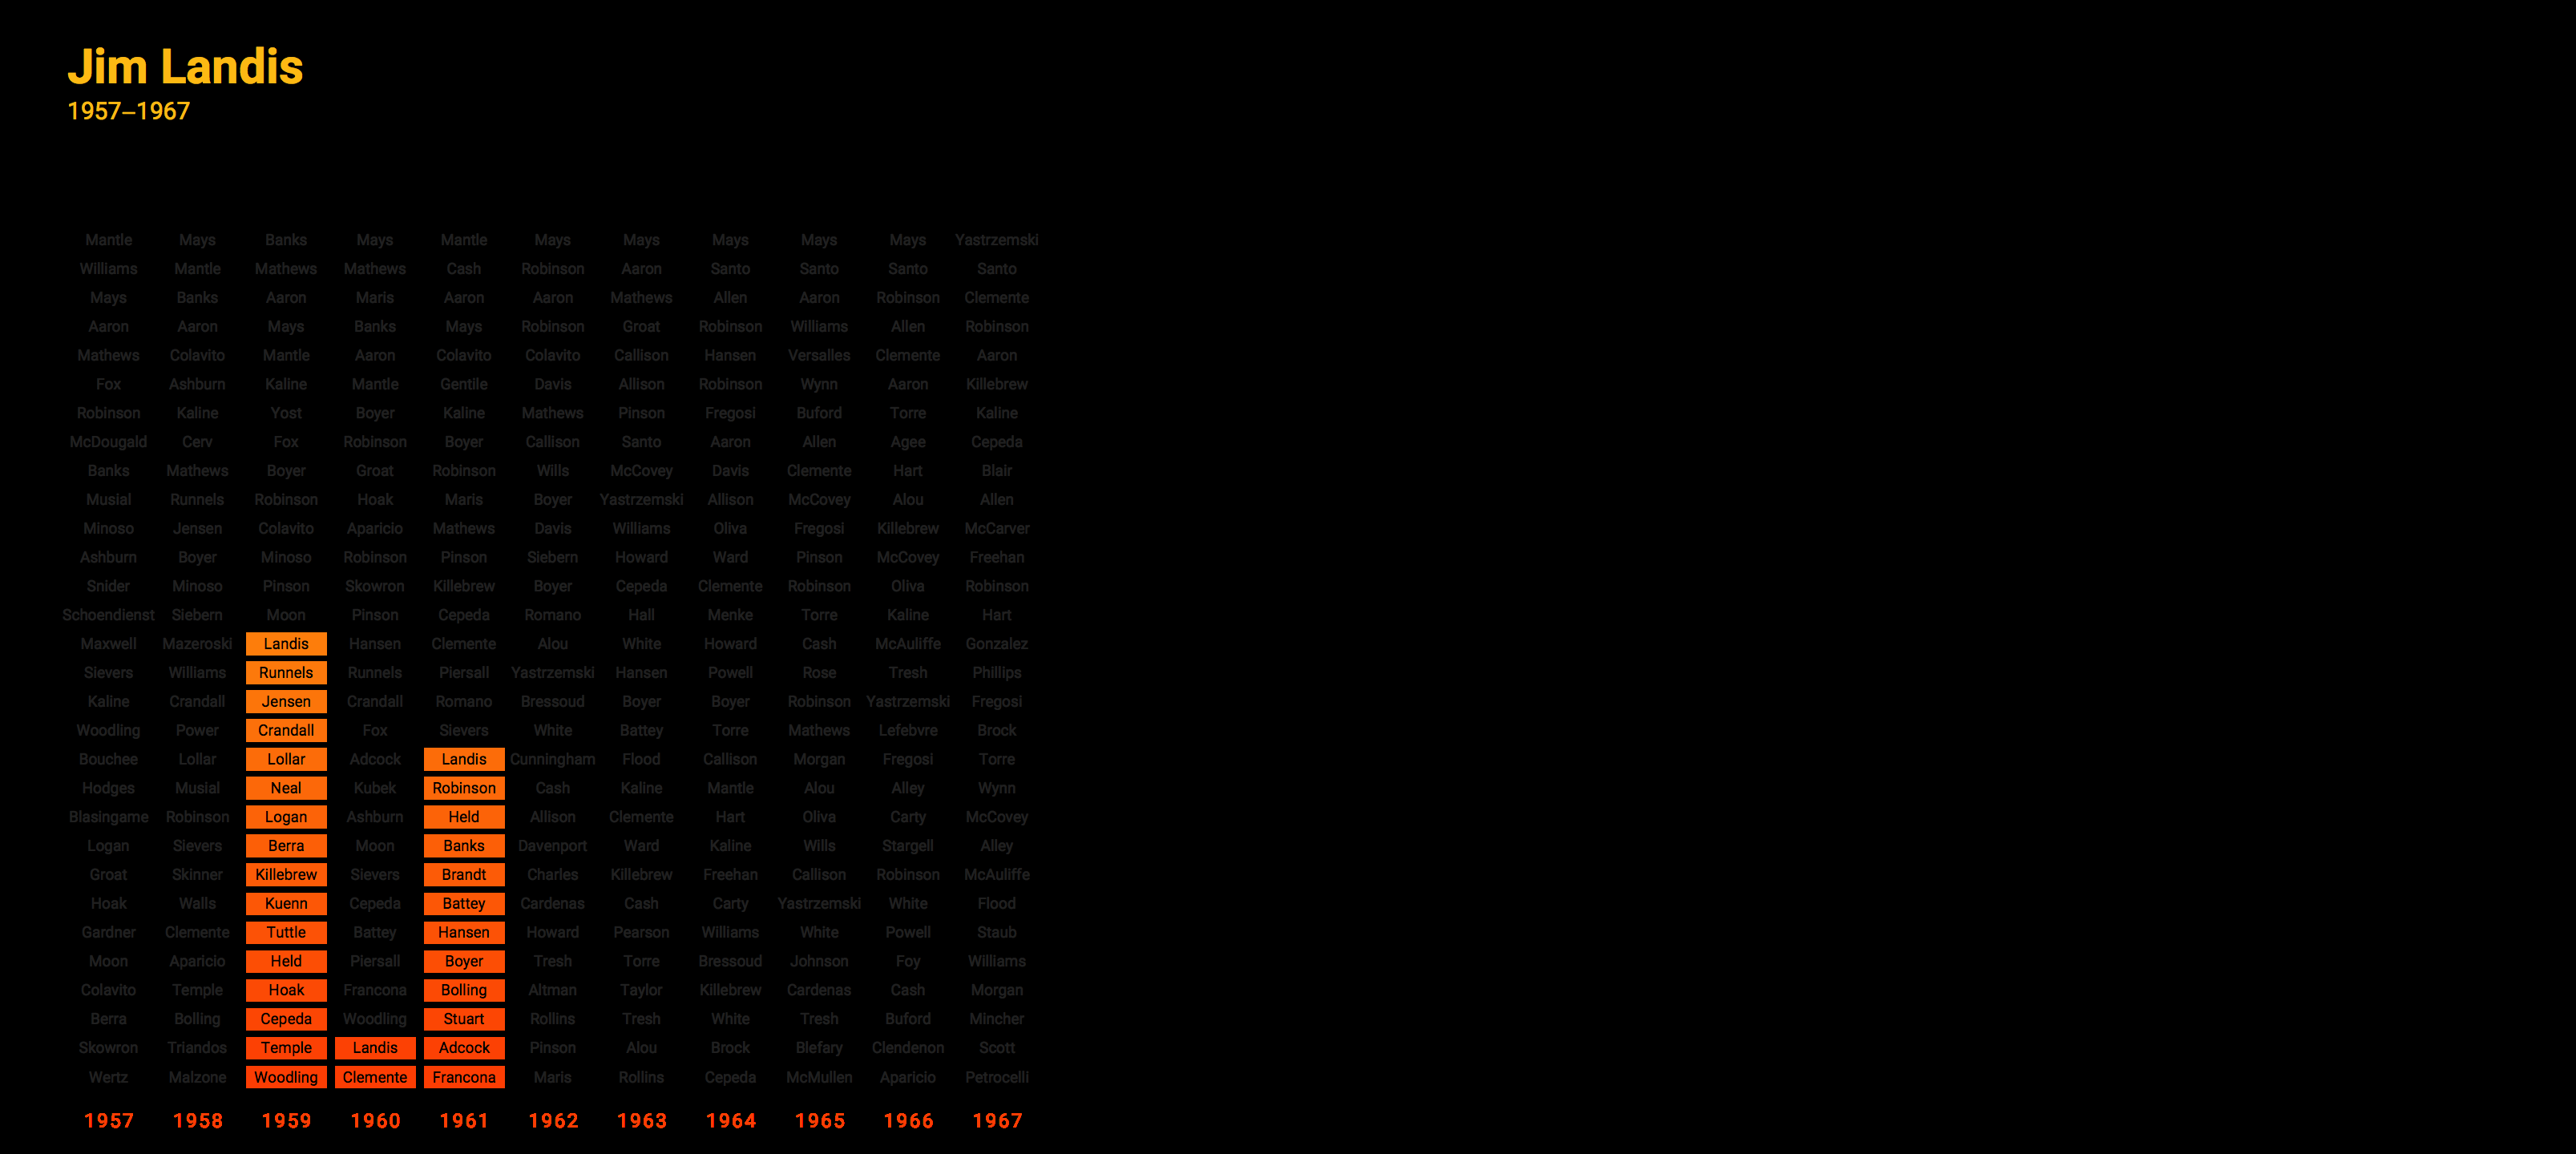 Jim Landis
1957–1967
Mantle Mays Banks Mays Mantle Mays Mays Mays Mays Mays Yastrzemski
Williams Mantle Mathews Mathews Cash Robinson Aaron Santo Santo Santo Santo
Mays Banks Aaron Maris Aaron Aaron Mathews Allen Aaron Robinson Clemente
Aaron Aaron Mays Banks Mays Robinson Groat Robinson Williams Allen Robinson
Mathews Colavito Mantle Aaron Colavito Colavito Callison Hansen Versalles Clemente Aaron
Fox Ashburn Kaline Mantle Gentile Davis Allison Robinson Wynn Aaron Killebrew
Robinson Kaline Yost Boyer Kaline Mathews Pinson Fregosi Buford Torre Kaline
McDougald Cerv Fox Robinson Boyer Callison Santo Aaron Allen Agee Cepeda
Banks Mathews Boyer Groat Robinson Wills McCovey Davis Clemente Hart Blair
Musial Runnels Robinson Hoak Maris Boyer Yastrzemski Allison McCovey Alou Allen
Minoso Jensen Colavito Aparicio Mathews Davis Williams Oliva Fregosi Killebrew McCarver
Ashburn Boyer Minoso Robinson Pinson Siebern Howard Ward Pinson McCovey Freehan
Snider Minoso Pinson Skowron Killebrew Boyer Cepeda Clemente Robinson Oliva Robinson
Schoendienst Siebern Moon Pinson Cepeda Romano Hall Menke Torre Kaline Hart
Maxwell Mazeroski Landis Hansen Clemente Alou White Howard Cash McAuliffe Gonzalez
Sievers Williams Runnels Runnels Piersall Yastrzemski Hansen Powell Rose Tresh Phillips
Kaline Crandall Jensen Crandall Romano Bressoud Boyer Boyer Robinson Yastrzemski Fregosi
Woodling Power Crandall Fox Sievers White Battey Torre Mathews Lefebvre Brock
Bouchee Lollar Lollar Adcock Landis Cunningham Flood Callison Morgan Fregosi Torre
Hodges Musial Neal Kubek Robinson Cash Kaline Mantle Alou Alley Wynn
Blasingame Robinson Logan Ashburn Held Allison Clemente Hart Oliva Carty McCovey
Logan Sievers Berra Moon Banks Davenport Ward Kaline Wills Stargell Alley
Groat Skinner Killebrew Sievers Brandt Charles Killebrew Freehan Callison Robinson McAuliffe
Hoak Walls Kuenn Cepeda Battey Cardenas Cash Carty Yastrzemski White Flood
Gardner Clemente Tuttle Battey Hansen Howard Pearson Williams White Powell Staub
Moon Aparicio Held Piersall Boyer Tresh Torre Bressoud Johnson Foy Williams
Colavito Temple Hoak Francona Bolling Altman Taylor Killebrew Cardenas Cash Morgan
Berra Bolling Cepeda Woodling Stuart Rollins Tresh White Tresh Buford Mincher
Skowron Triandos Temple Landis Adcock Pinson Alou Brock Blefary Clendenon Scott
Wertz Malzone Woodling Clemente Francona Maris Rollins Cepeda McMullen Aparicio Petrocelli
1957 1958 1959 1960 1961 1962 1963 1964 1965 1966 1967